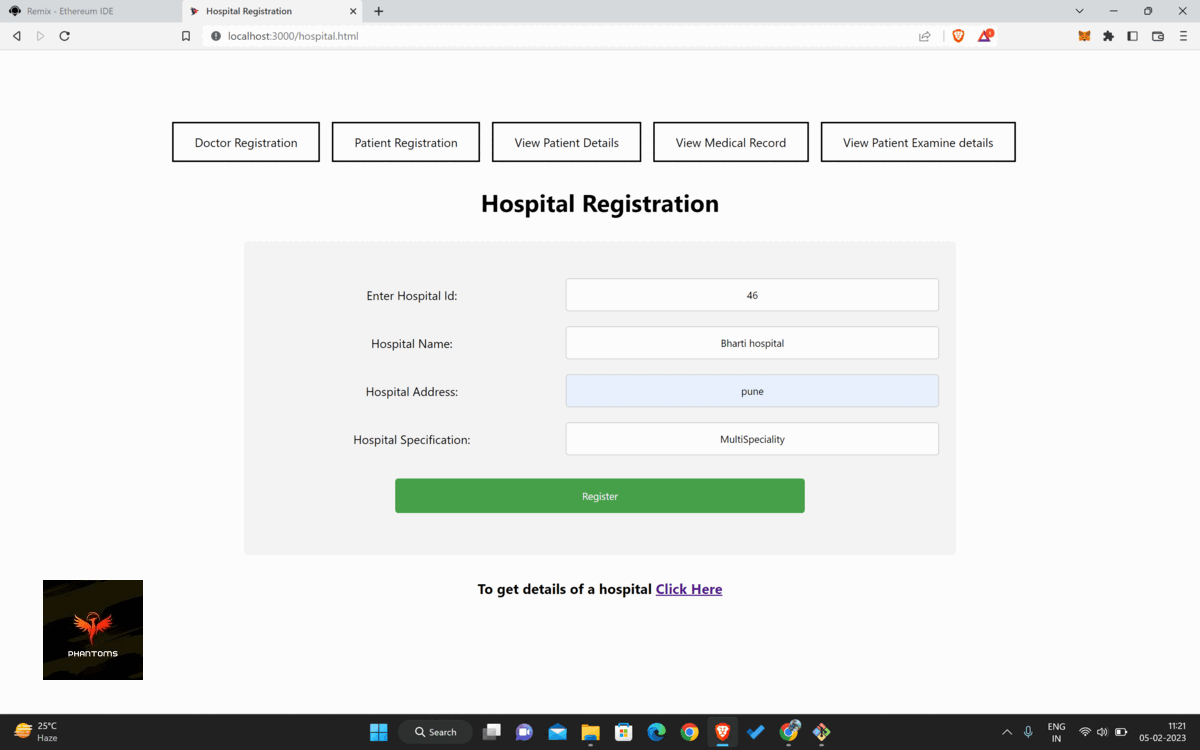 Remix - Ethereum IDE
Hospital Registration
localhost:3000/hospital.html
1
Doctor Registration
Patient Registration
View Patient Details
View Medical Record
View Patient Examine details
Hospital Registration
Enter Hospital Id:
46
Hospital Name:
Bharti hospital
Hospital Address:
pune
Hospital Specification:
MultiSpeciality
Register
To get details of a hospital Click Here
PHANTOMS
25°C
Haze
Search
ENG
IN
11:21
05-02-2023